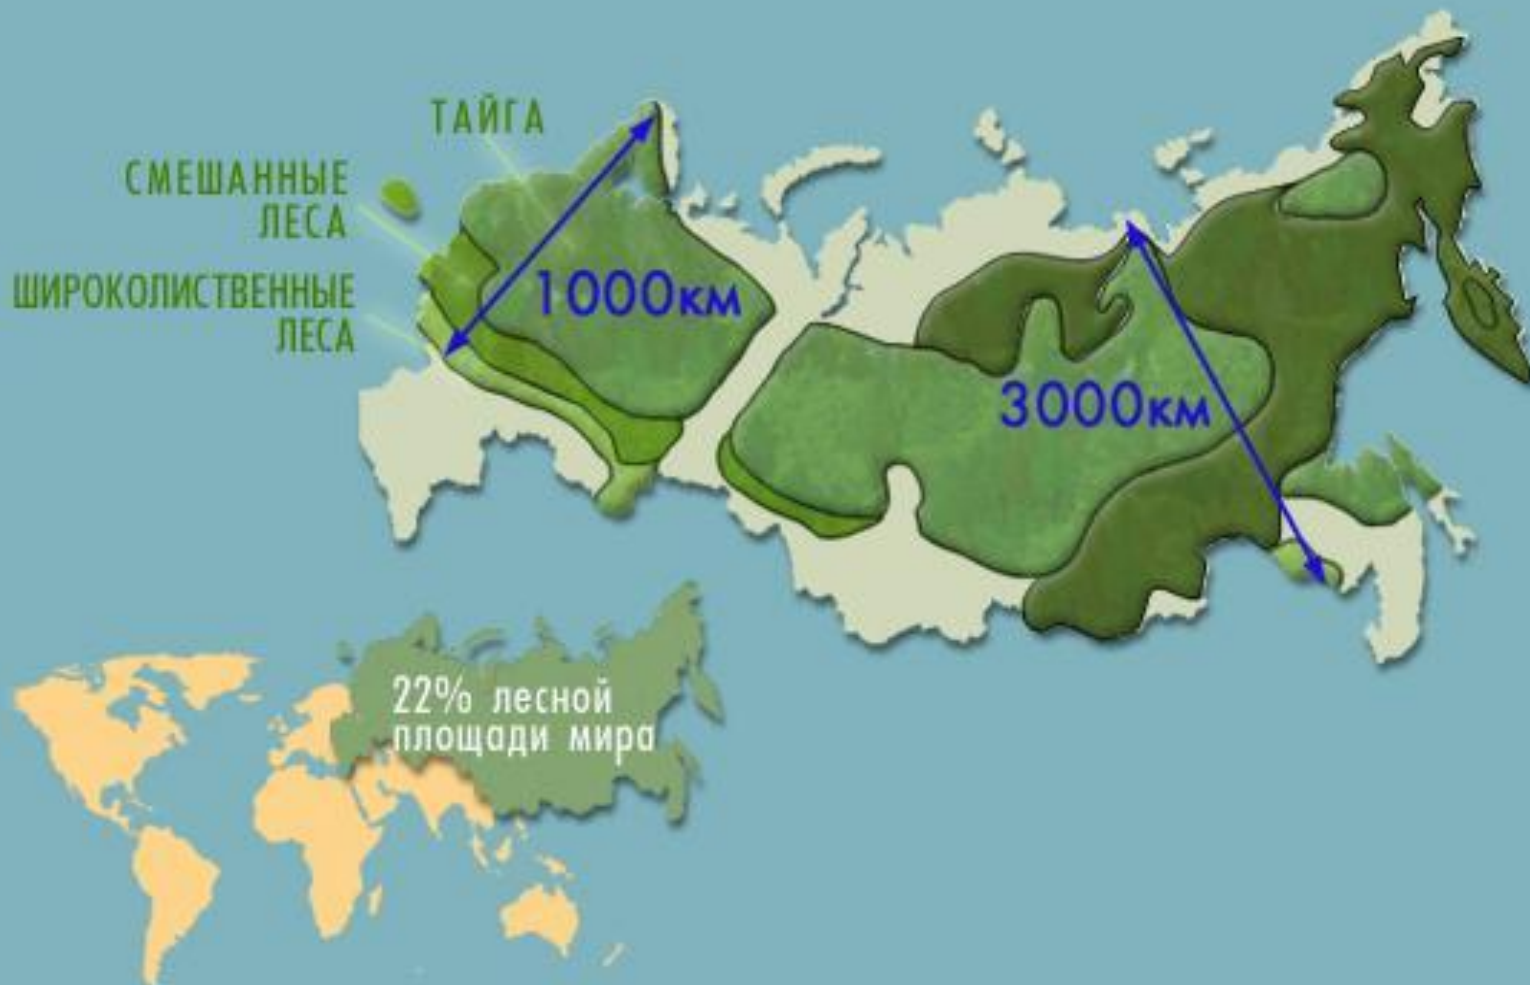 ТАЙГА
СМЕШАННЫЕ
ЛЕСА
ШИРОКОЛИСТВЕННЫЕ
ЛЕСА
1000км
3000км
22% лесной
площади мира